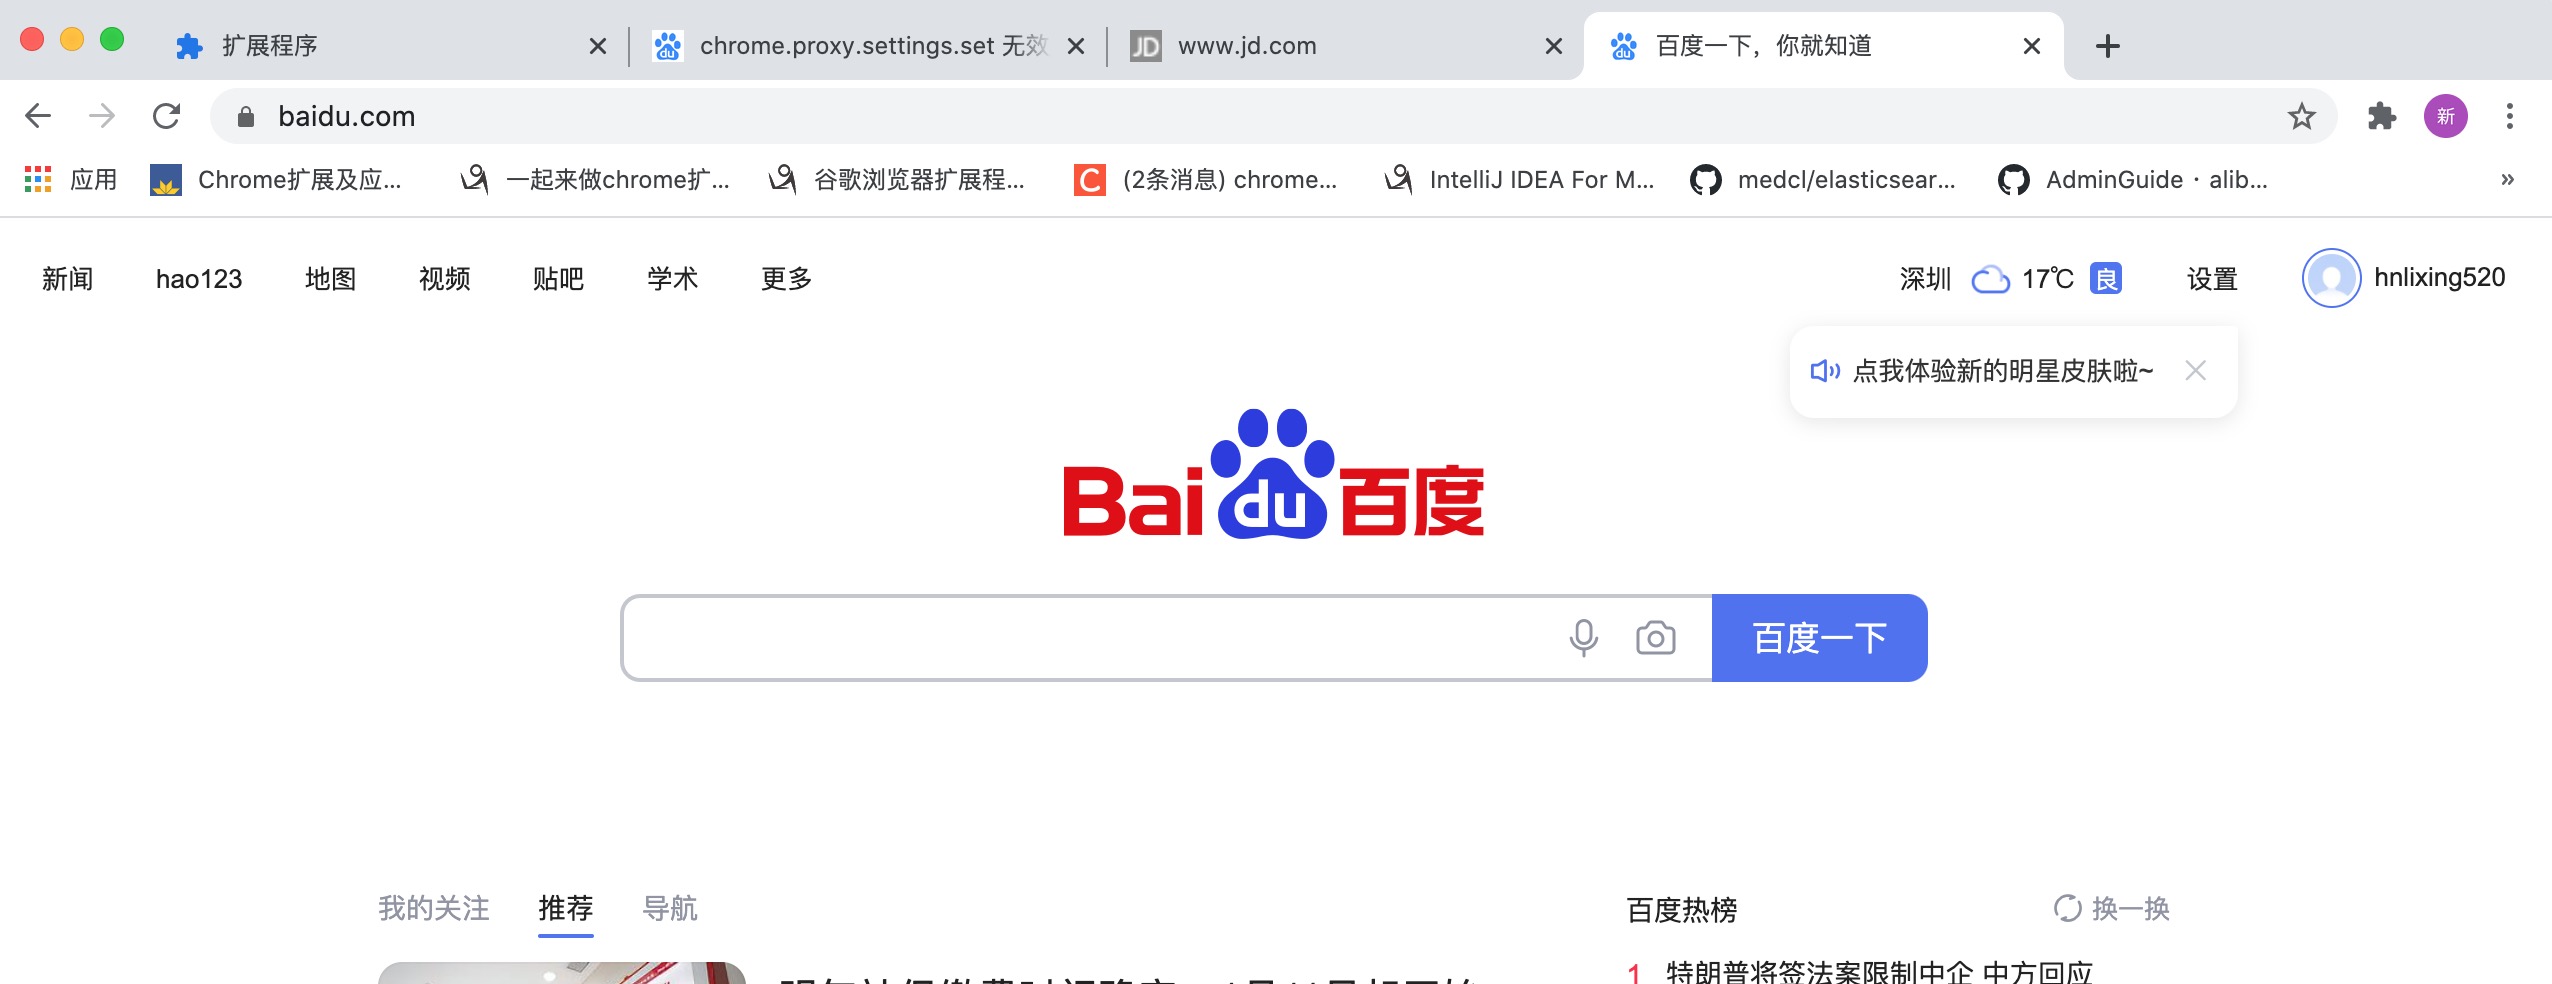 扩展程序
chrome.proxy.settings.set 无效
www.jd.com
百度一下，你就知道
baidu.com
新
应用
Chrome扩展及应...
一起来做chrome扩...
谷歌浏览器扩展程...
(2条消息) chrome...
IntelliJ IDEA For M...
medcl/elasticsear...
AdminGuide · alib...
»
新闻 hao123 地图 视频 贴吧 学术 更多
深圳 17℃ 良 设置 hnlixing520
点我体验新的明星皮肤啦~
Bai du 百度
百度一下
我的关注 推荐 导航
百度热榜 换一换
1 特朗普将签法案限制中企 中方回应